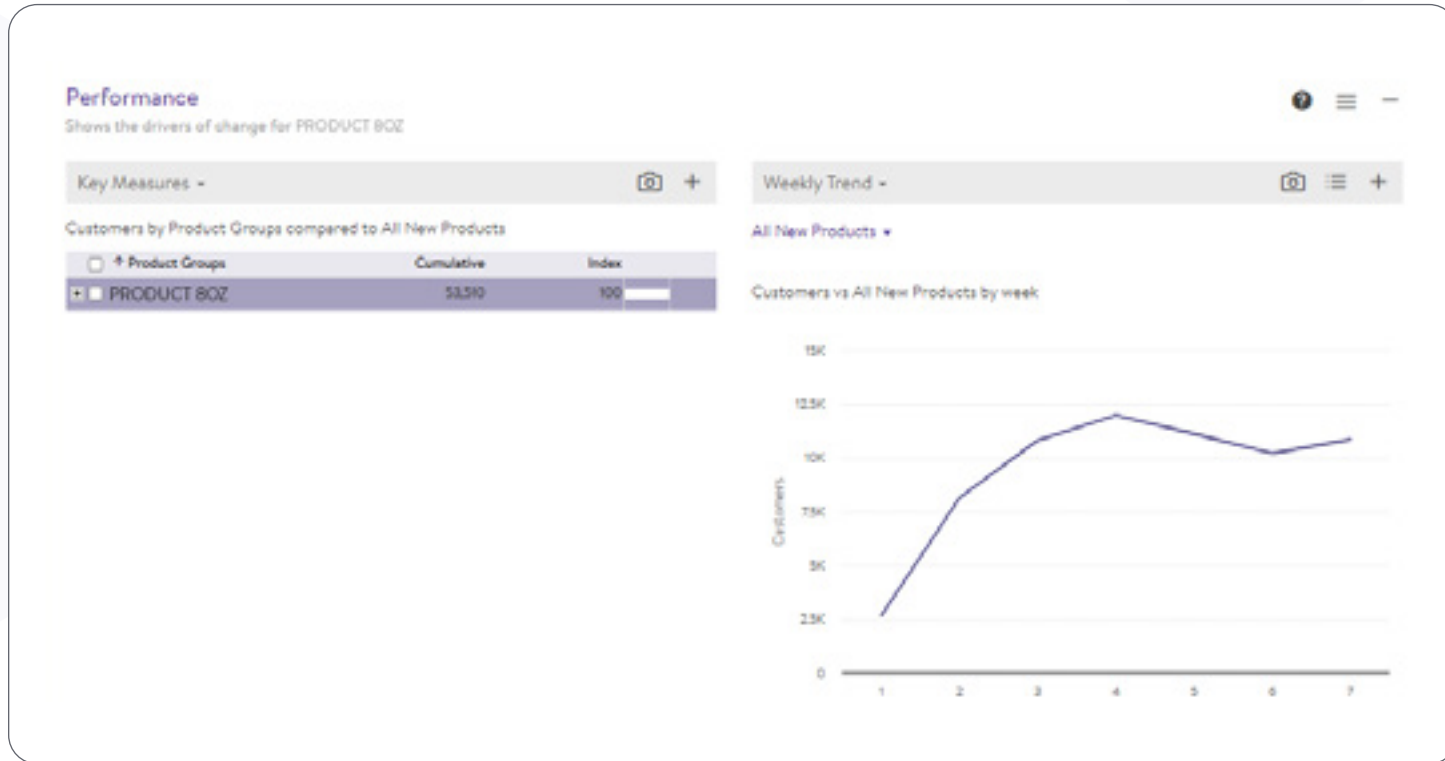 Performance
Shows the drivers of change for PRODUCT 8OZ
Key Measures
Customers by Product Groups compared to All New Products
Product Groups Cumulative Index
PRODUCT 8OZ 53,510 100
Weekly Trend
All New Products
Customers vs All New Products by week
15K
12.5K
10K
7.5K
5K
2.5K
0
Customers
1 2 3 4 5 6 7